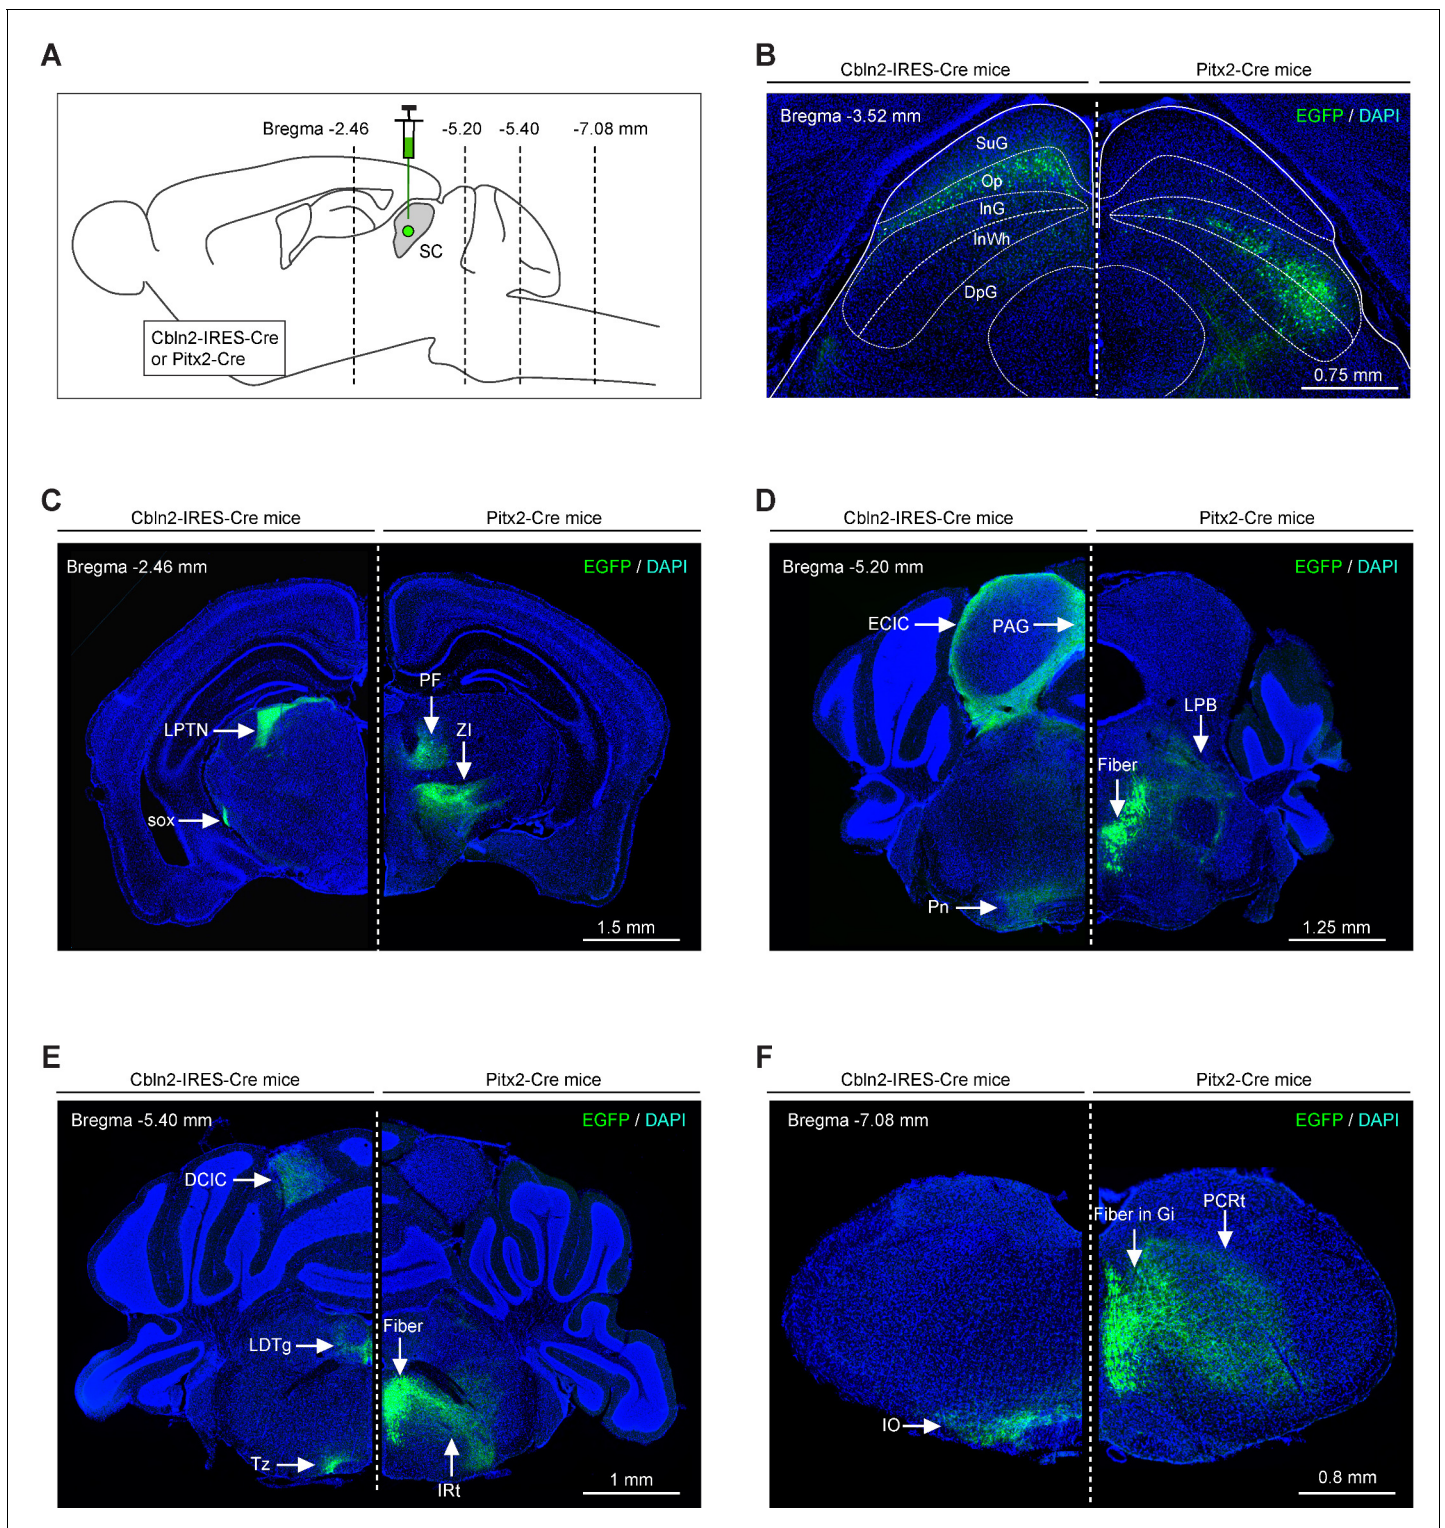 A
Bregma -2.46
-5.20
-5.40
-7.08 mm
SC
Cbln2-IRES-Cre
or Pitx2-Cre
B
Cbln2-IRES-Cre mice
Pitx2-Cre mice
Bregma -3.52 mm
EGFP / DAPI
SuG
Op
InG
InWh
DpG
0.75 mm
C
Cbln2-IRES-Cre mice
Pitx2-Cre mice
Bregma -2.46 mm
EGFP / DAPI
PF
ZI
LPTN
sox
1.5 mm
D
Cbln2-IRES-Cre mice
Pitx2-Cre mice
Bregma -5.20 mm
EGFP / DAPI
ECIC
PAG
LPB
Fiber
Pn
1.25 mm
E
Cbln2-IRES-Cre mice
Pitx2-Cre mice
Bregma -5.40 mm
EGFP / DAPI
DCIC
LDTg
Fiber
Tz
IRt
1 mm
F
Cbln2-IRES-Cre mice
Pitx2-Cre mice
Bregma -7.08 mm
EGFP / DAPI
PCRt
Fiber in Gi
IO
0.8 mm